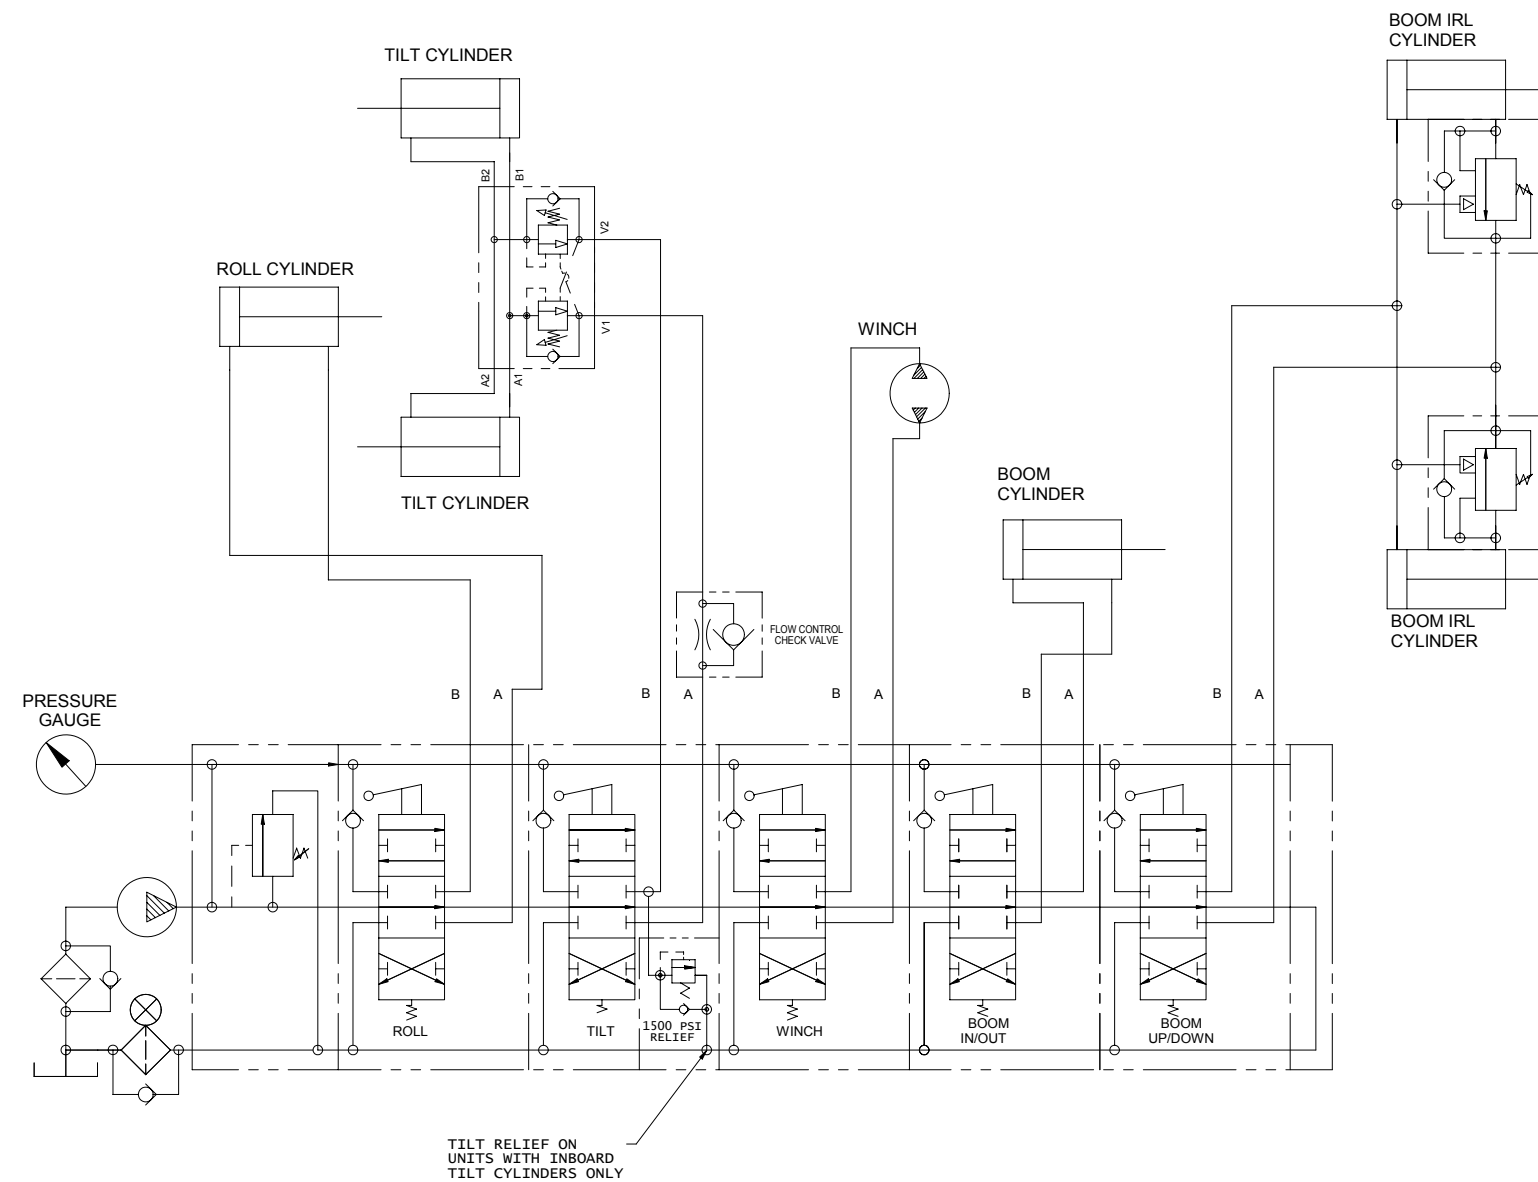 BOOM IRL
CYLINDER
TILT CYLINDER
B2
B1
V2
ROLL CYLINDER
V1
A2
A1
WINCH
TILT CYLINDER
BOOM
CYLINDER
FLOW CONTROL
CHECK VALVE
BOOM IRL
CYLINDER
B
A
B
A
B
A
B
A
B
A
PRESSURE
GAUGE
ROLL
TILT
1500 PSI
RELIEF
WINCH
BOOM
IN/OUT
BOOM
UP/DOWN
TILT RELIEF ON
UNITS WITH INBOARD
TILT CYLINDERS ONLY